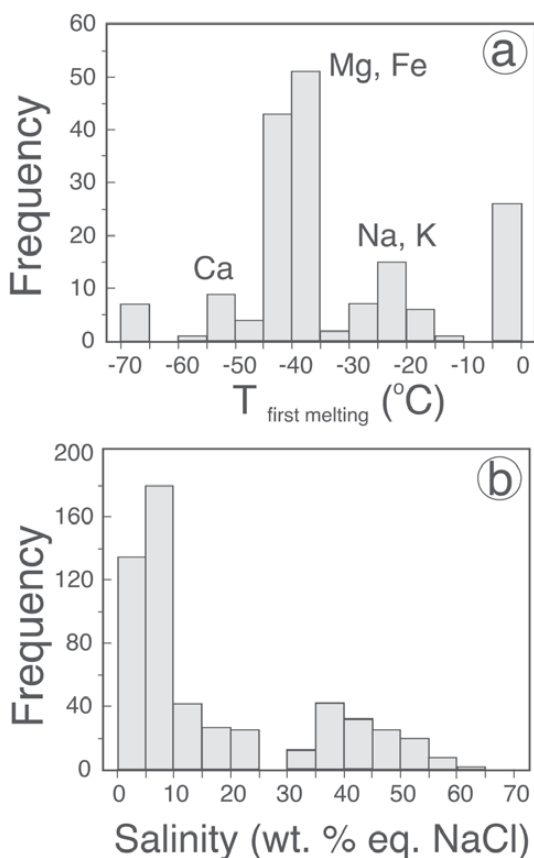 60
50
40
30
20
10
0
Frequency
a
Mg, Fe
Ca
Na, K
-70 -60 -50 -40 -30 -20 -10 0
T first melting (°C)
200
160
120
80
40
0
Frequency
b
0 10 20 30 40 50 60 70
Salinity (wt. % eq. NaCl)